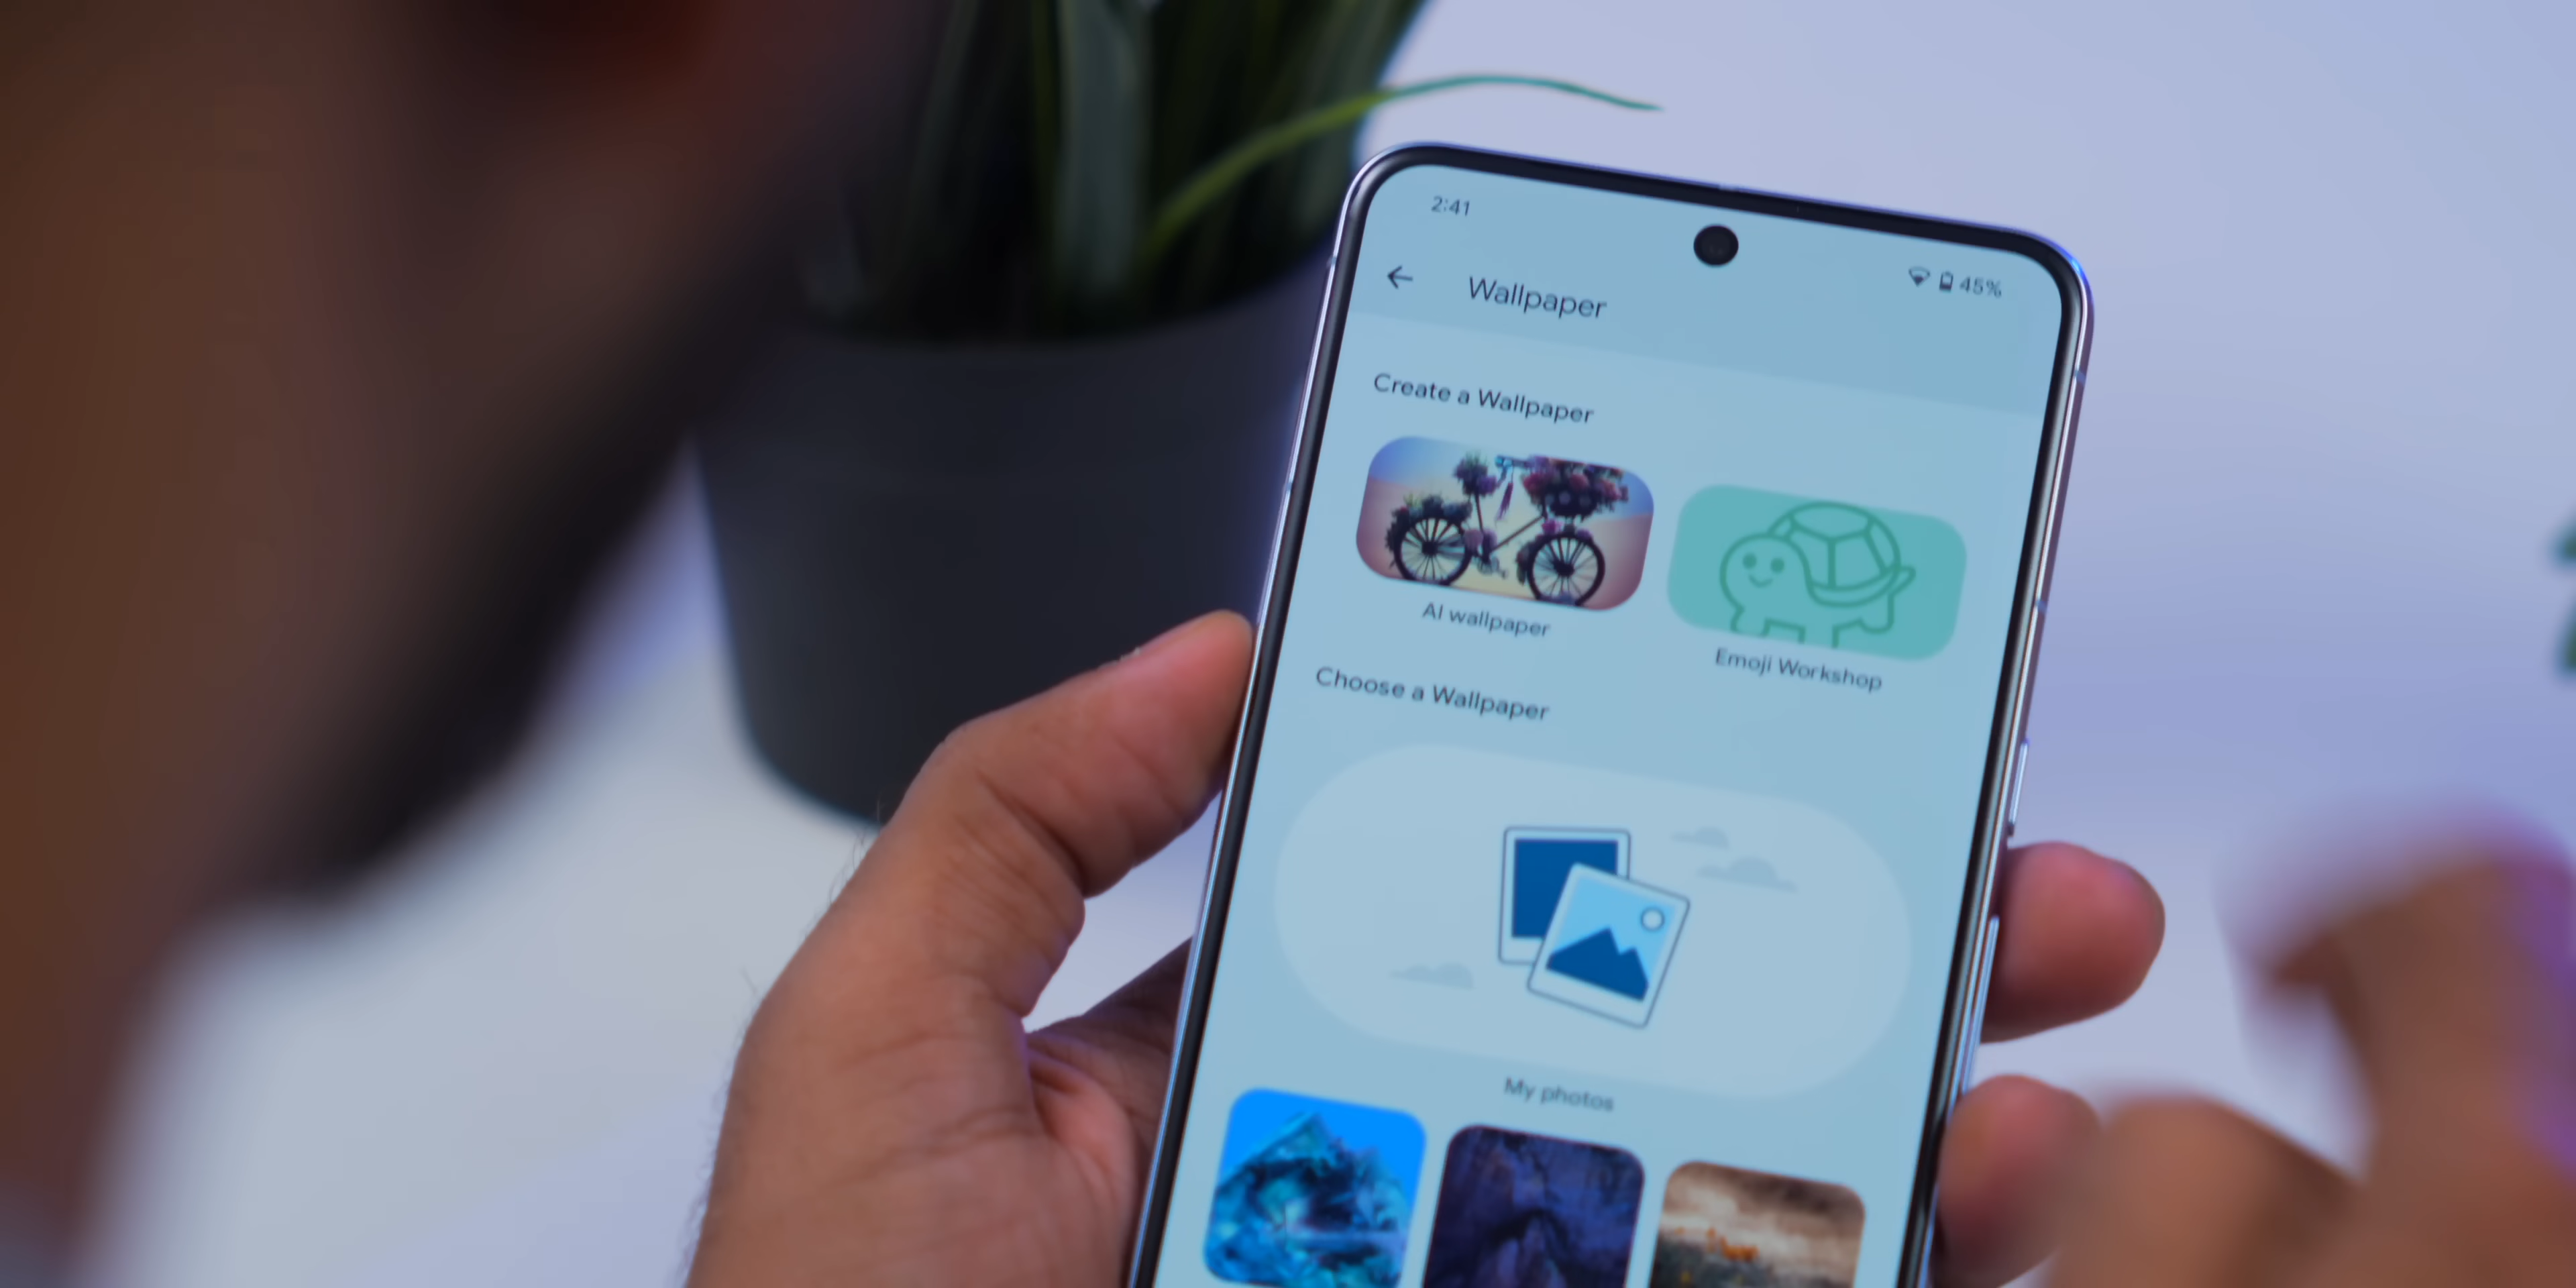 2:41
45%
Wallpaper
Create a Wallpaper
AI wallpaper
Emoji Workshop
Choose a Wallpaper
My photos